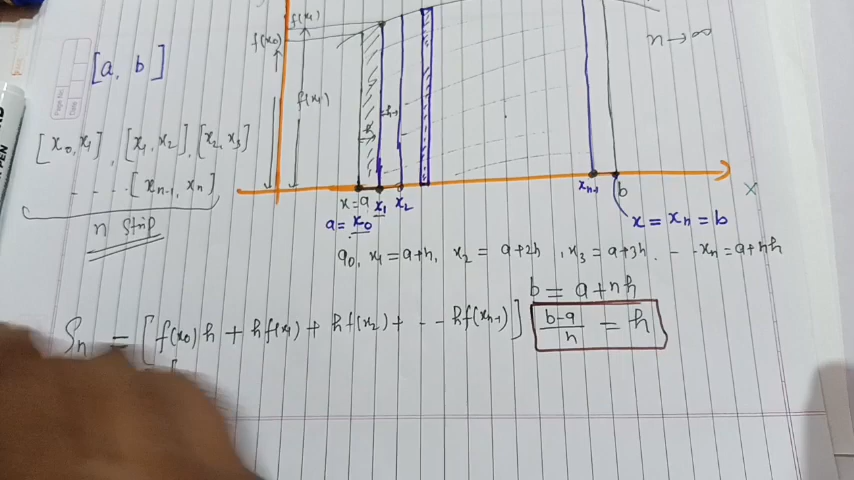 f(x₁)
f(x₀)
n→∞
[a, b]
f(x₁)
[x₀, x₁], [x₁, x₂], [x₂, x₃]
h
h
- - - - [xₙ₋₁, xₙ]
n strip
x=a x₁ x₂ xₙ₋₁ b X
a= x₀ x = xₙ = b
a₀, x₁ = a+h, x₂ = a+2h , x₃ = a+3h . - - xₙ = a+nh
b = a+nh
Sₙ = [f(x₀)h + hf(x₁) + hf(x₂) + - - hf(xₙ₋₁)] b-a/n = h